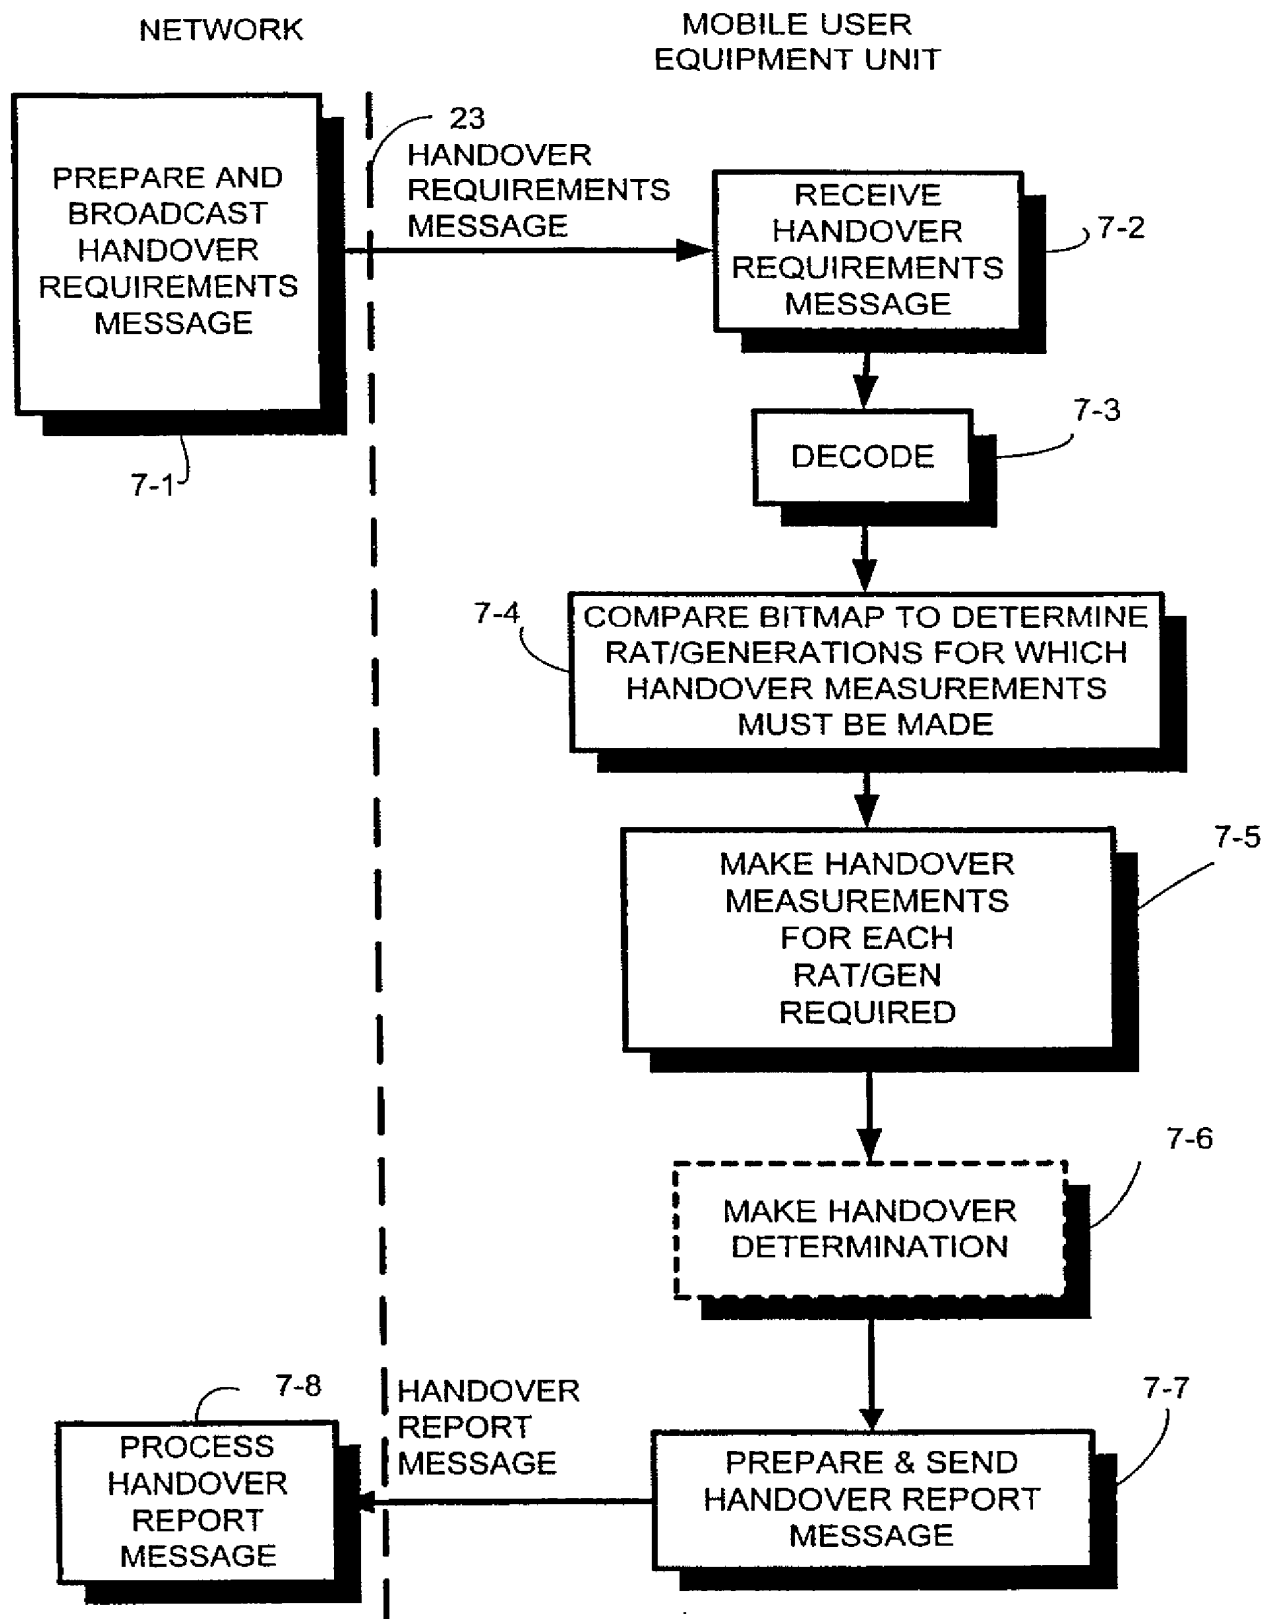 NETWORK
MOBILE USER
EQUIPMENT UNIT
PREPARE AND
BROADCAST
HANDOVER
REQUIREMENTS
MESSAGE
7-1
23
HANDOVER
REQUIREMENTS
MESSAGE
RECEIVE
HANDOVER
REQUIREMENTS
MESSAGE
7-2
DECODE
7-3
7-4
COMPARE BITMAP TO DETERMINE
RAT/GENERATIONS FOR WHICH
HANDOVER MEASUREMENTS
MUST BE MADE
7-5
MAKE HANDOVER
MEASUREMENTS
FOR EACH
RAT/GEN
REQUIRED
7-6
MAKE HANDOVER
DETERMINATION
7-7
PREPARE & SEND
HANDOVER REPORT
MESSAGE
HANDOVER
REPORT
MESSAGE
7-8
PROCESS
HANDOVER
REPORT
MESSAGE